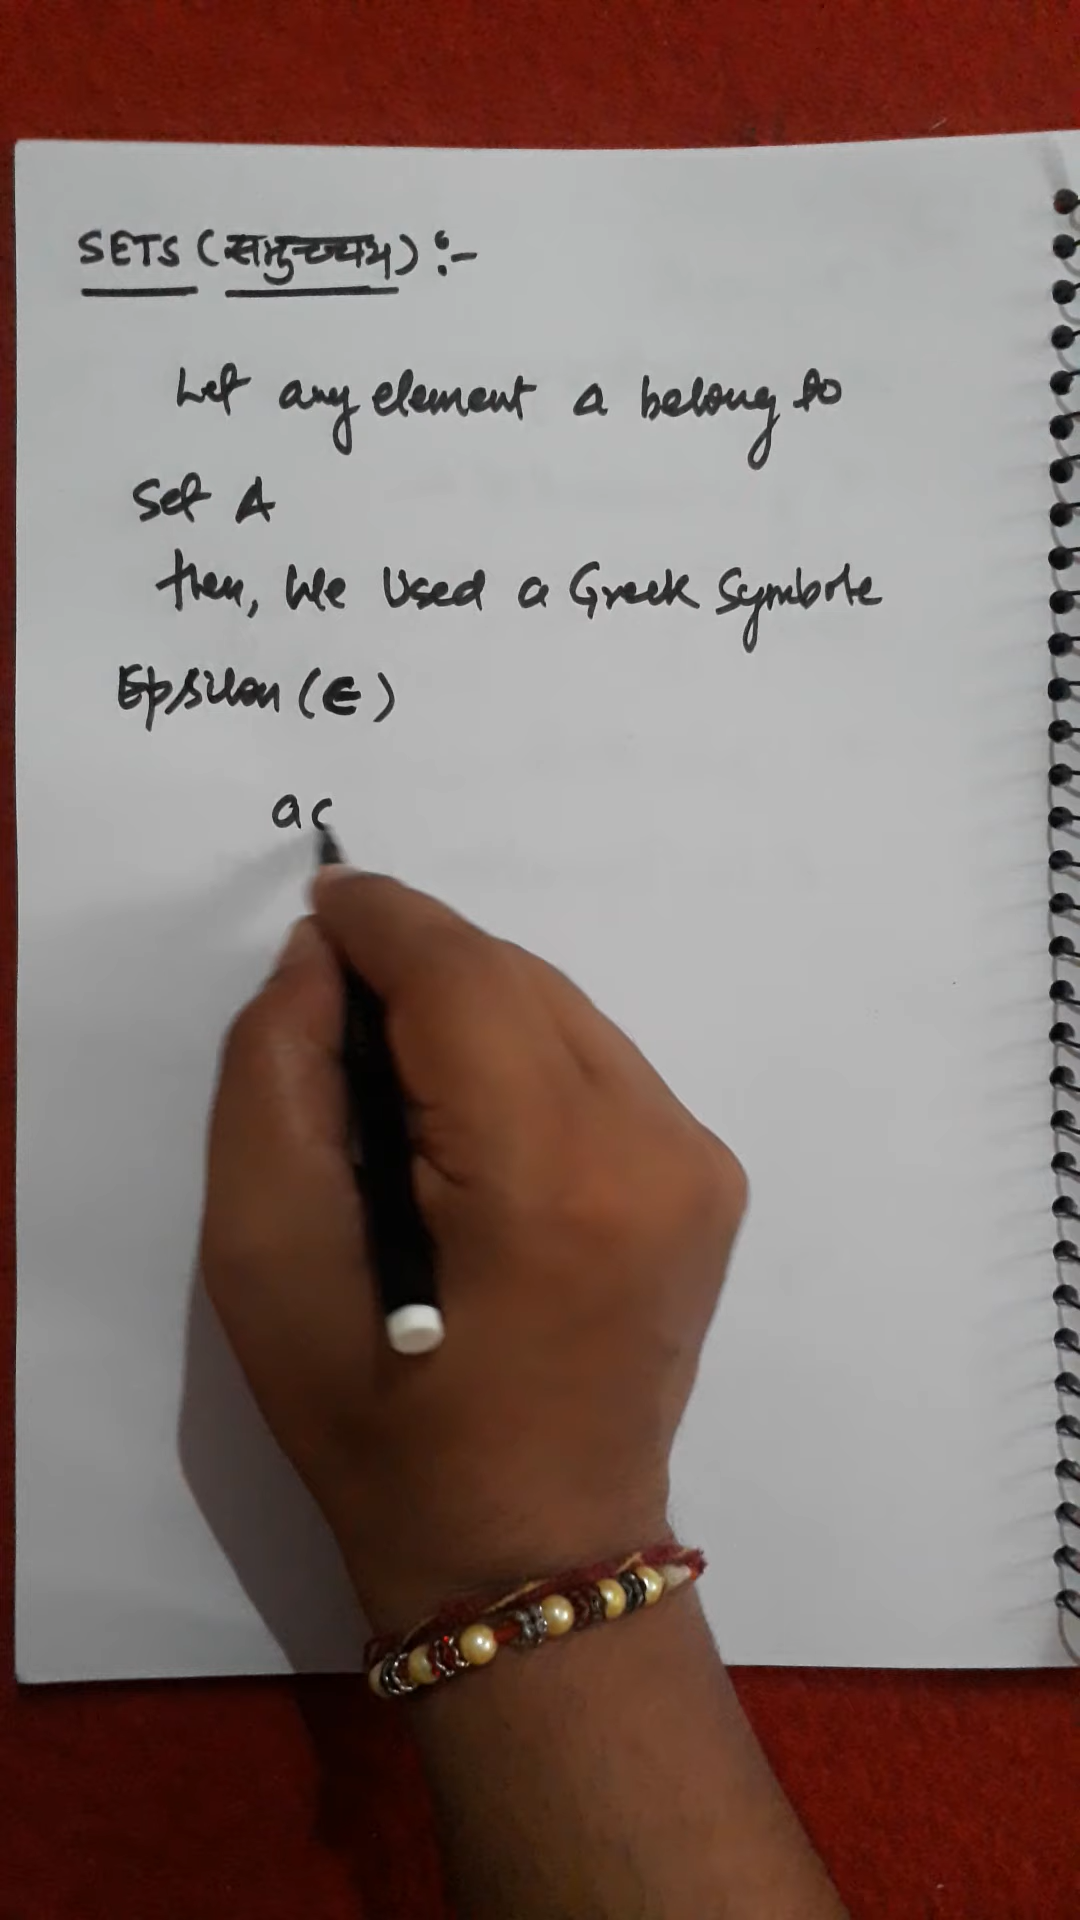 SETS (समुच्चय) :-
Let any element a belong to
Set A
then, We Used a Greek Symbole
Epsilon (∈)
a c